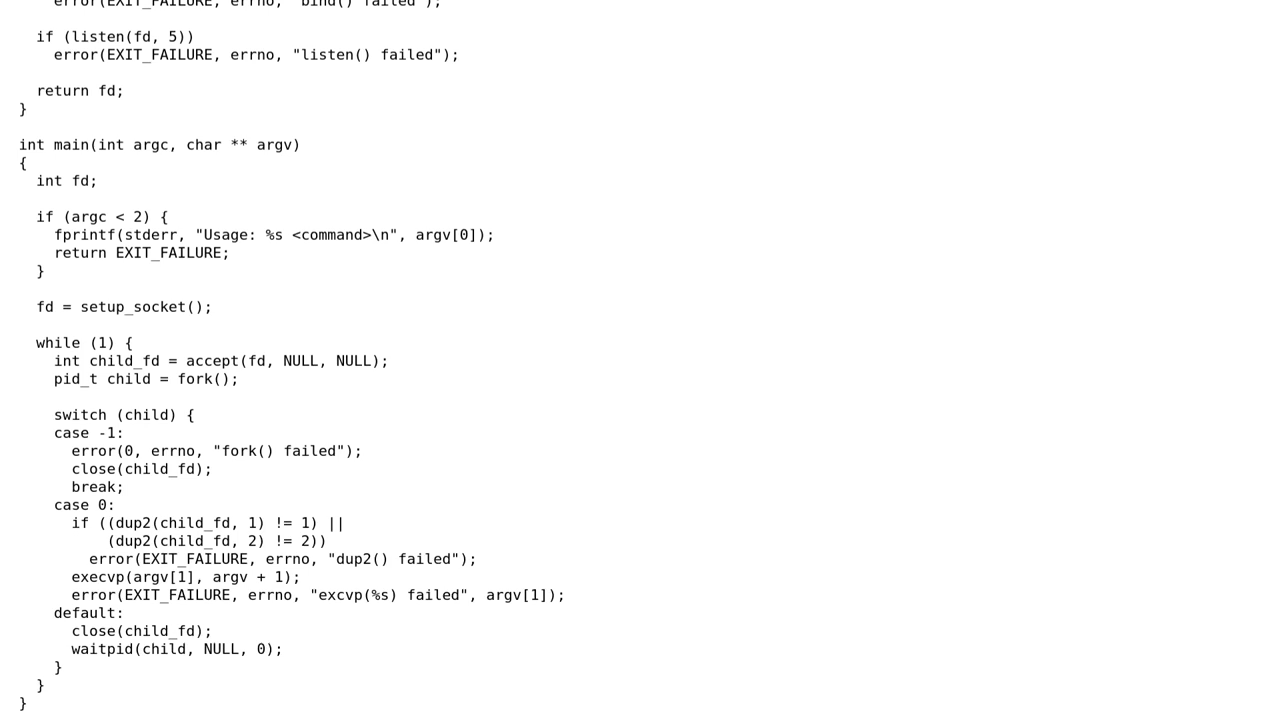 error(EXIT_FAILURE, errno, "bind() failed");
if (listen(fd, 5))
error(EXIT_FAILURE, errno, "listen() failed");
return fd;
}
int main(int argc, char ** argv)
{
int fd;
if (argc < 2) {
fprintf(stderr, "Usage: %s <command>\n", argv[0]);
return EXIT_FAILURE;
}
fd = setup_socket();
while (1) {
int child_fd = accept(fd, NULL, NULL);
pid_t child = fork();
switch (child) {
case -1:
error(0, errno, "fork() failed");
close(child_fd);
break;
case 0:
if ((dup2(child_fd, 1) != 1) ||
(dup2(child_fd, 2) != 2))
error(EXIT_FAILURE, errno, "dup2() failed");
execvp(argv[1], argv + 1);
error(EXIT_FAILURE, errno, "excvp(%s) failed", argv[1]);
default:
close(child_fd);
waitpid(child, NULL, 0);
}
}
}